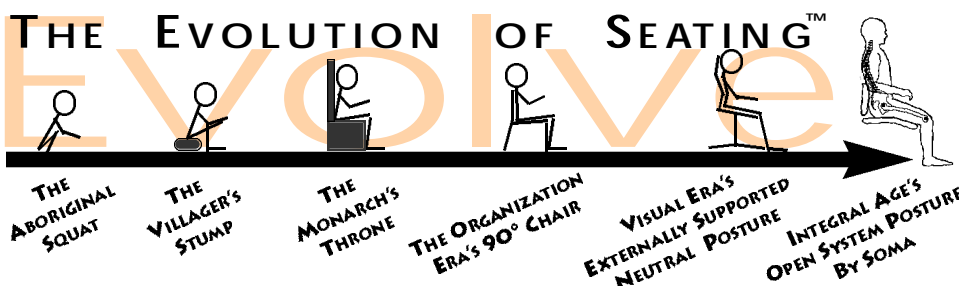 The Evolution of Seating™
Evolve
The
Aboriginal
Squat
The
Villager's
Stump
The
Monarch's
Throne
The Organization
Era's 90° Chair
Visual Era's
Externally Supported
Neutral Posture
Integral Age's
Open System Posture
By Soma